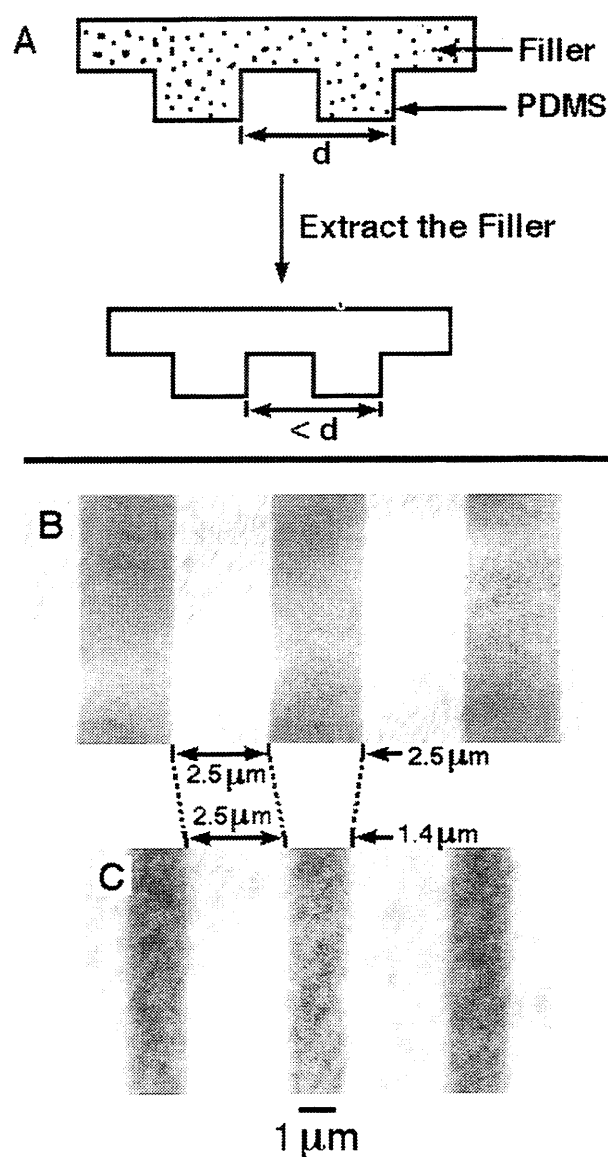 A
Filler
PDMS
d
Extract the Filler
< d
B
2.5 μm
2.5 μm
2.5 μm
1.4 μm
C
1 μm